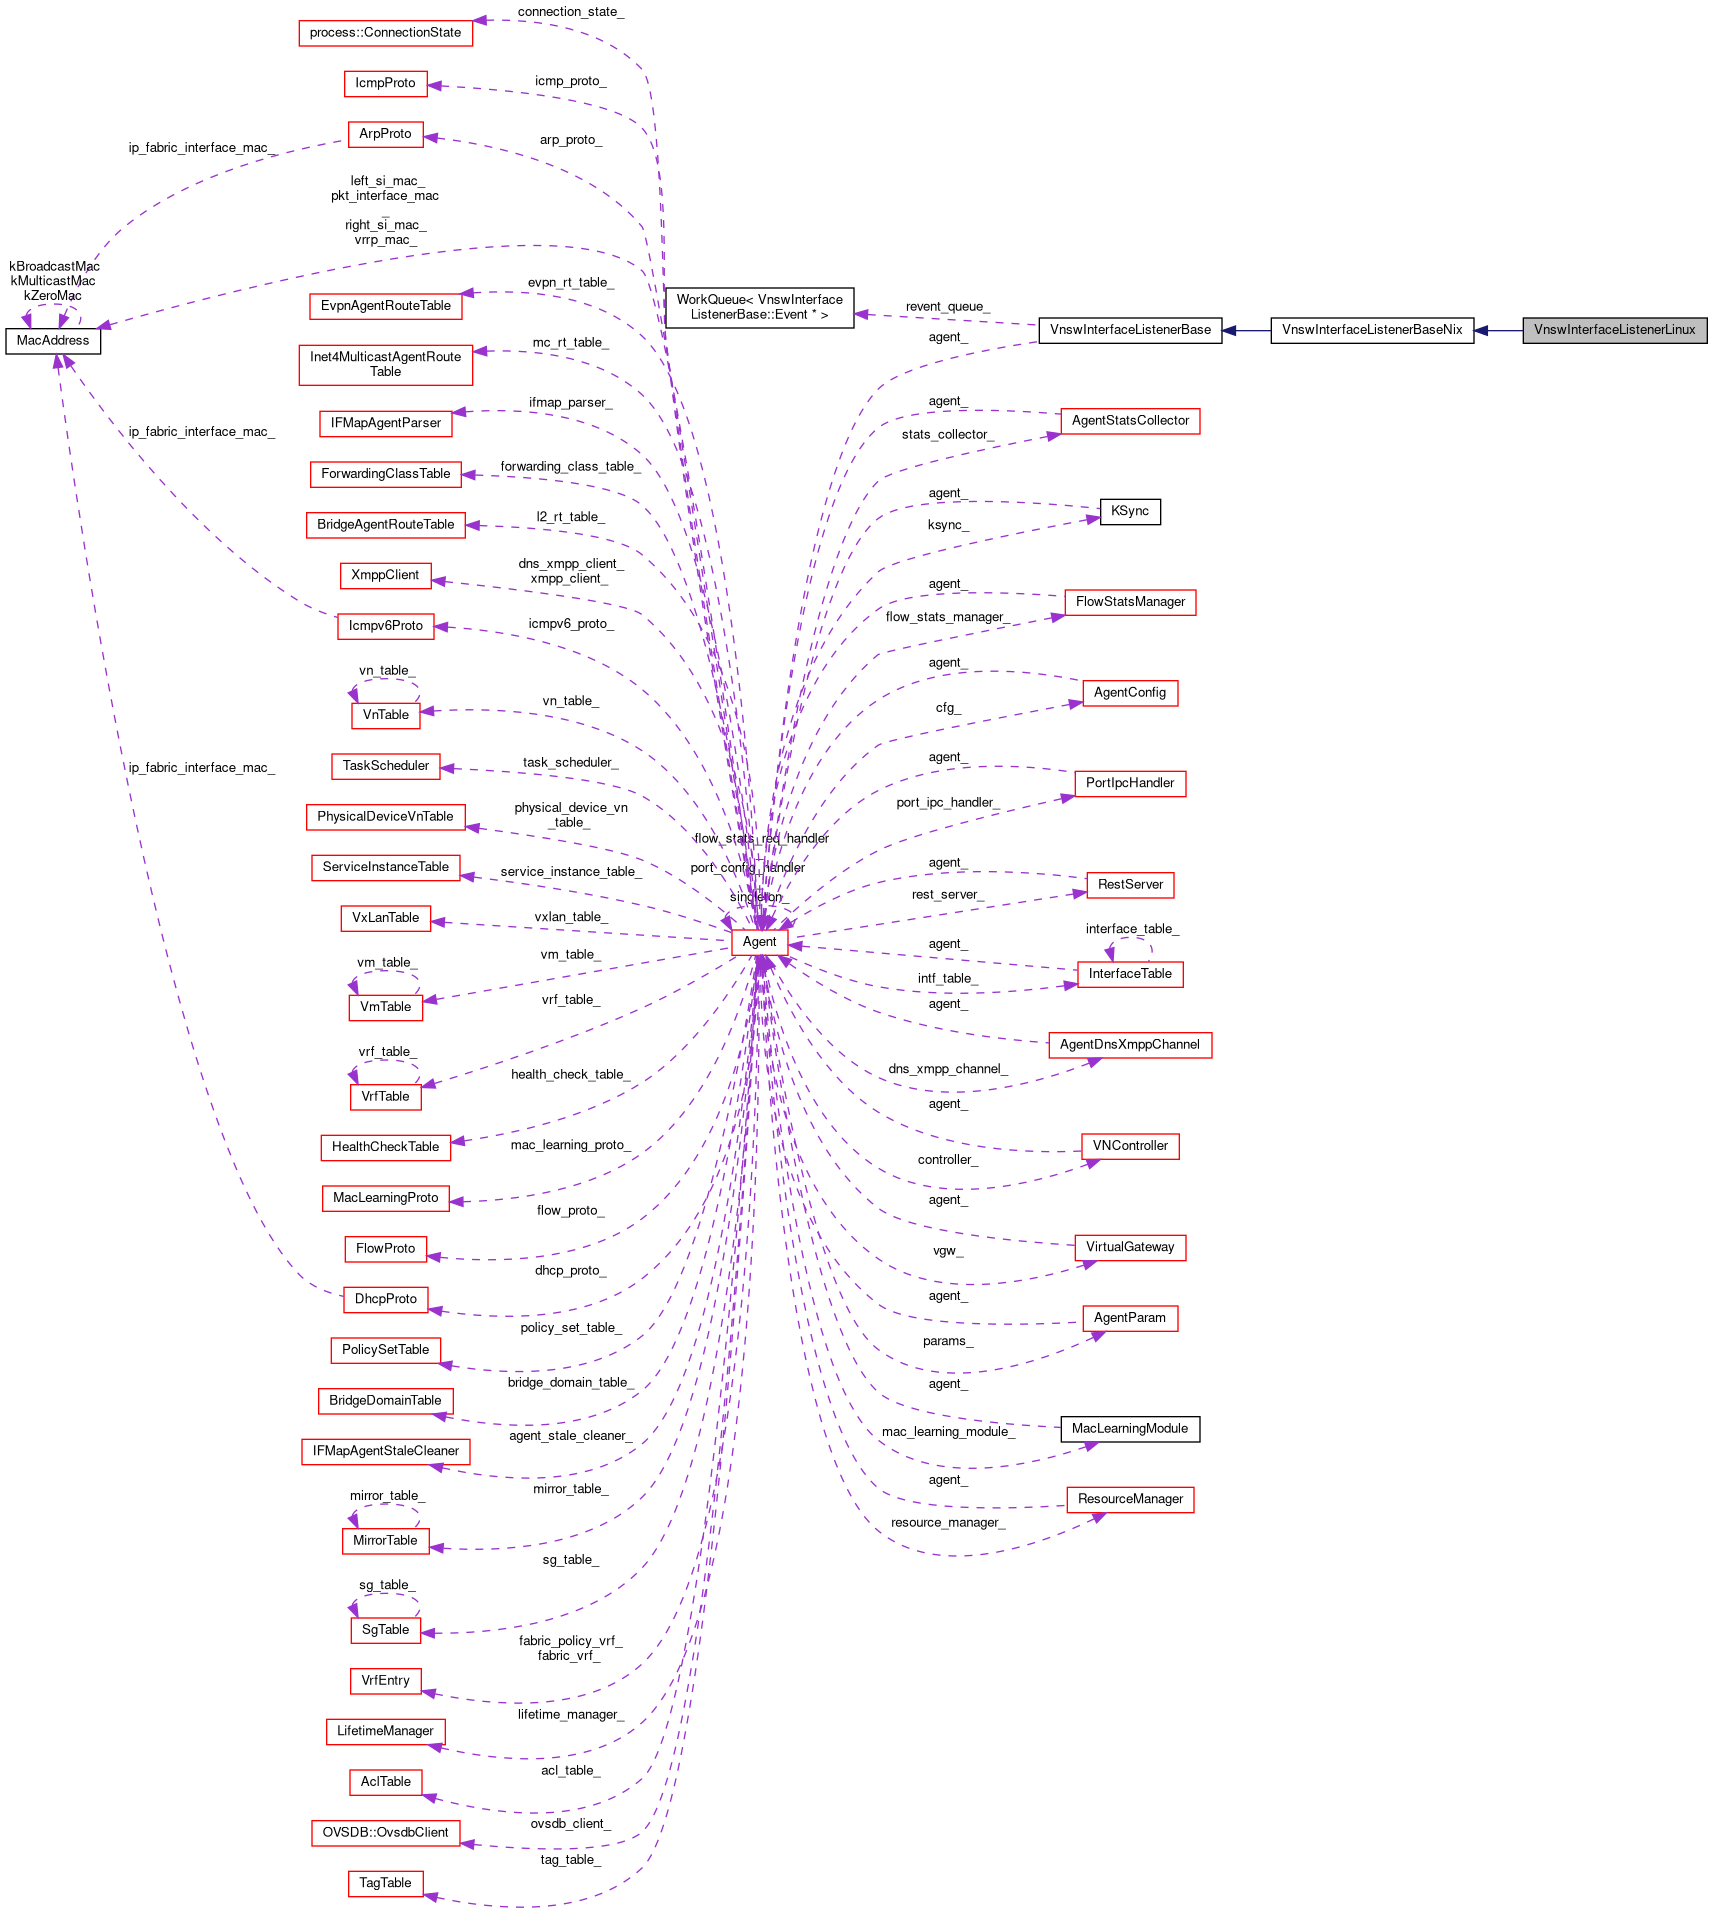 connection_state_
process::ConnectionState
icmp_proto_
IcmpProto
arp_proto_
ArpProto
ip_fabric_interface_mac_
left_si_mac_
pkt_interface_mac
_
right_si_mac_
vrrp_mac_
kBroadcastMac
kMulticastMac
kZeroMac
MacAddress
evpn_rt_table_
EvpnAgentRouteTable
WorkQueue< VnswInterface
ListenerBase::Event * >
revent_queue_
VnswInterfaceListenerBase
VnswInterfaceListenerBaseNix
VnswInterfaceListenerLinux
agent_
mc_rt_table_
Inet4MulticastAgentRoute
Table
ifmap_parser_
IFMapAgentParser
agent_
AgentStatsCollector
stats_collector_
ip_fabric_interface_mac_
forwarding_class_table_
ForwardingClassTable
agent_
KSync
ksync_
l2_rt_table_
BridgeAgentRouteTable
dns_xmpp_client_
xmpp_client_
XmppClient
agent_
FlowStatsManager
flow_stats_manager_
icmpv6_proto_
Icmpv6Proto
vn_table_
VnTable
vn_table_
agent_
AgentConfig
cfg_
task_scheduler_
TaskScheduler
ip_fabric_interface_mac_
agent_
PortIpcHandler
port_ipc_handler_
physical_device_vn
_table_
PhysicalDeviceVnTable
flow_stats_req_handler
_
port_config_handler
_
singleton_
service_instance_table_
ServiceInstanceTable
agent_
RestServer
rest_server_
vxlan_table_
VxLanTable
Agent
interface_table_
InterfaceTable
agent_
intf_table_
vm_table_
vm_table_
VmTable
vrf_table_
agent_
AgentDnsXmppChannel
dns_xmpp_channel_
vrf_table_
VrfTable
health_check_table_
HealthCheckTable
agent_
VNController
controller_
mac_learning_proto_
MacLearningProto
agent_
VirtualGateway
vgw_
flow_proto_
FlowProto
dhcp_proto_
DhcpProto
agent_
AgentParam
params_
policy_set_table_
PolicySetTable
bridge_domain_table_
BridgeDomainTable
agent_
MacLearningModule
mac_learning_module_
agent_stale_cleaner_
IFMapAgentStaleCleaner
agent_
ResourceManager
resource_manager_
mirror_table_
mirror_table_
MirrorTable
sg_table_
sg_table_
SgTable
fabric_policy_vrf_
fabric_vrf_
VrfEntry
lifetime_manager_
LifetimeManager
acl_table_
AclTable
ovsdb_client_
OVSDB::OvsdbClient
tag_table_
TagTable